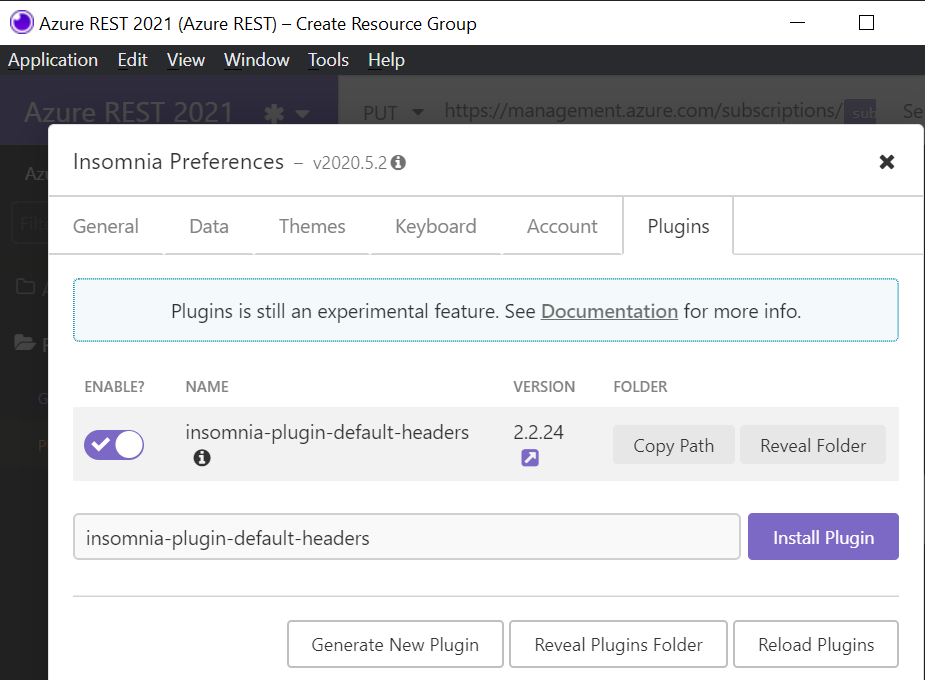 Azure REST 2021 (Azure REST) – Create Resource Group
Application Edit View Window Tools Help
Azure REST 2021 PUT https://management.azure.com/subscriptions/ sub Se
Insomnia Preferences – v2020.5.2
General Data Themes Keyboard Account Plugins
Plugins is still an experimental feature. See Documentation for more info.
ENABLE? NAME VERSION FOLDER
insomnia-plugin-default-headers 2.2.24 Copy Path Reveal Folder
insomnia-plugin-default-headers Install Plugin
Generate New Plugin Reveal Plugins Folder Reload Plugins